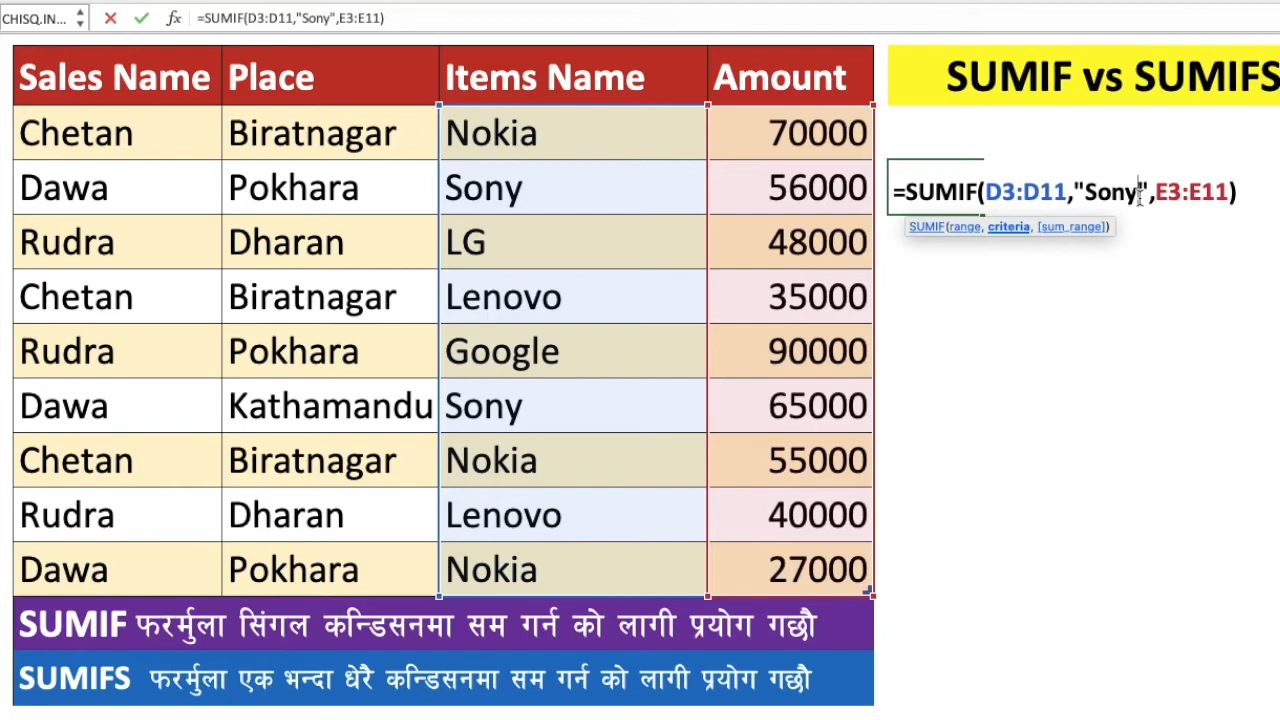 CHISQ.IN... fx =SUMIF(D3:D11,"Sony",E3:E11)
Sales Name Place Items Name Amount
SUMIF vs SUMIFS
Chetan Biratnagar Nokia 70000
Dawa Pokhara Sony 56000
=SUMIF(D3:D11,"Sony",E3:E11)
SUMIF(range, criteria, [sum_range])
Rudra Dharan LG 48000
Chetan Biratnagar Lenovo 35000
Rudra Pokhara Google 90000
Dawa Kathamandu Sony 65000
Chetan Biratnagar Nokia 55000
Rudra Dharan Lenovo 40000
Dawa Pokhara Nokia 27000
SUMIF फरर्मुला सिंगल कन्डिसनमा सम गर्न को लागी प्रयोग गर्छौ
SUMIFS फरर्मुला एक भन्दा धेरै कन्डिसनमा सम गर्न को लागी प्रयोग गर्छौ